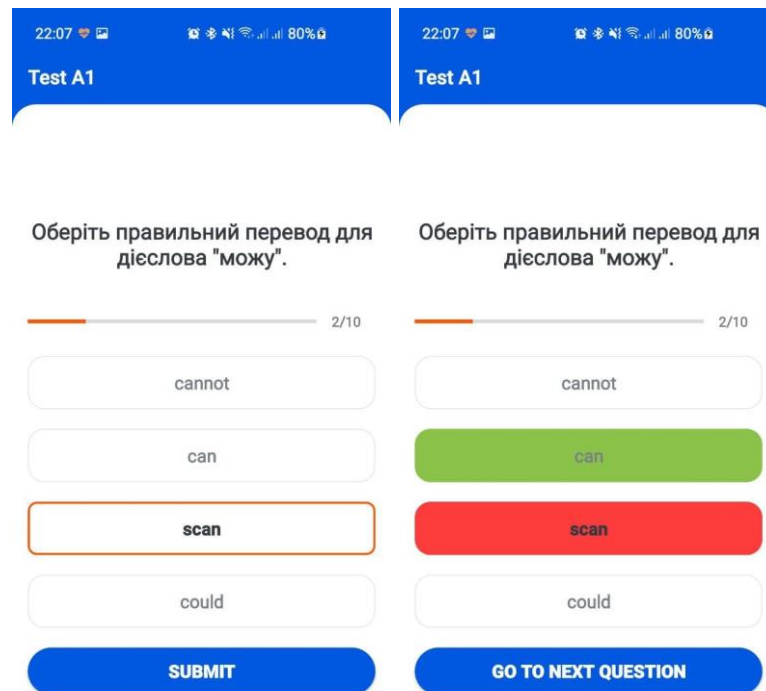 22:07 80%
Test A1
Оберіть правильний перевод для
дієслова "можу".
2/10
cannot
can
scan
could
SUBMIT
22:07 80%
Test A1
Оберіть правильний перевод для
дієслова "можу".
2/10
cannot
can
scan
could
GO TO NEXT QUESTION